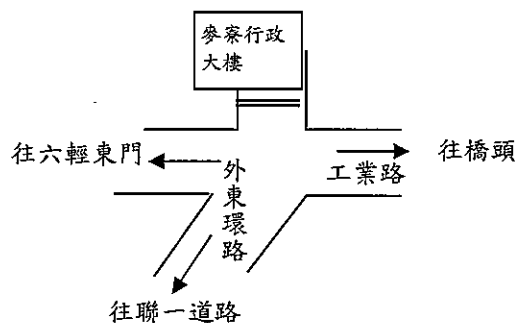 麥寮行政
大樓
往六輕東門
外東環路
工業路
往橋頭
往聯一道路